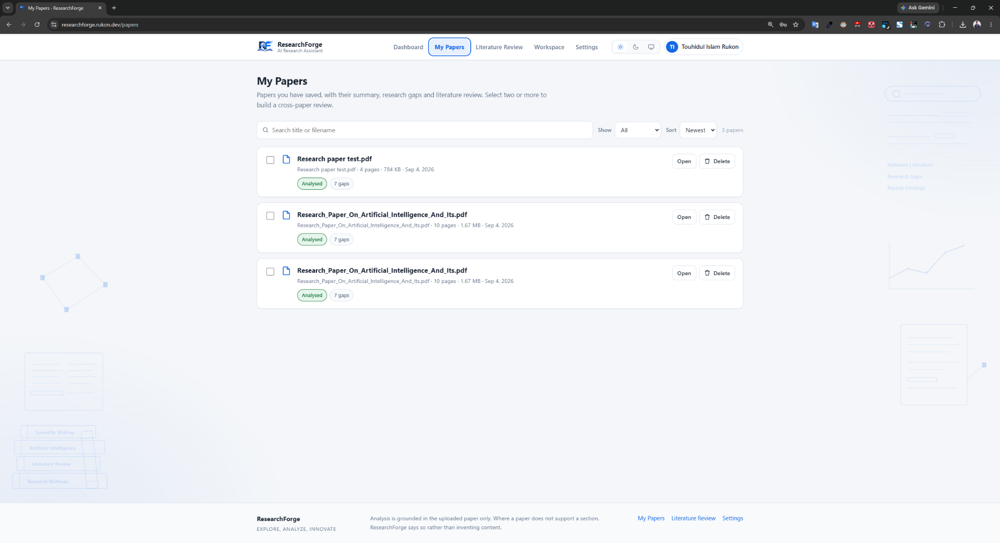 My Papers · ResearchForge
Ask Gemini
researchforge.rukon.dev/papers
ResearchForge
AI Research Assistant
Dashboard
My Papers
Literature Review
Workspace
Settings
TI
Touhidul Islam Rukon
My Papers
Papers you have saved, with their summary, research gaps and literature review. Select two or more to
build a cross-paper review.
Search title or filename
Show
All
Sort
Newest
3 papers
Research paper test.pdf
Research paper test.pdf · 4 pages · 784 KB · Sep 4, 2026
Analysed
7 gaps
Open
Delete
Research_Paper_On_Artificial_Intelligence_And_Its.pdf
Research_Paper_On_Artificial_Intelligence_And_Its.pdf · 10 pages · 1.67 MB · Sep 4, 2026
Analysed
7 gaps
Open
Delete
Research_Paper_On_Artificial_Intelligence_And_Its.pdf
Research_Paper_On_Artificial_Intelligence_And_Its.pdf · 10 pages · 1.67 MB · Sep 4, 2026
Analysed
7 gaps
Open
Delete
Relevant Literature
Research Gaps
Recent Findings
Scientific Writing
Artificial Intelligence
Literature Review
Research Methods
ResearchForge
EXPLORE, ANALYZE, INNOVATE
Analysis is grounded in the uploaded paper only. Where a paper does not support a section,
ResearchForge says so rather than inventing content.
My Papers
Literature Review
Settings